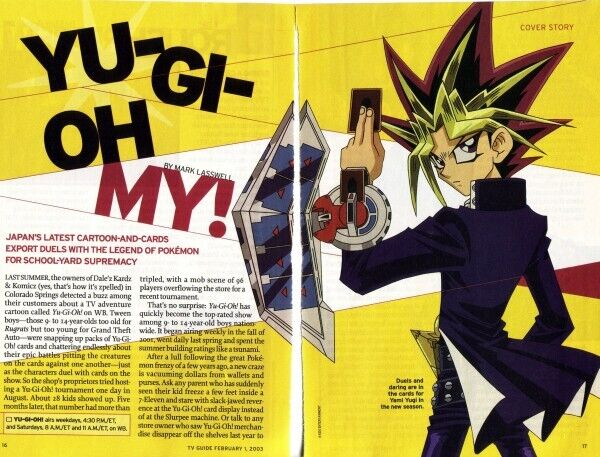 YU-
GI-
OH
MY!
BY MARK LASSWELL
JAPAN'S LATEST CARTOON-AND-CARDS
EXPORT DUELS WITH THE LEGEND OF POKÉMON
FOR SCHOOL-YARD SUPREMACY
LAST SUMMER, the owners of Dale'z Kardz
& Komicz (yes, that's how it's zpelled) in
Colorado Springs detected a buzz among
their customers about a TV adventure
cartoon called Yu-Gi-Oh! on WB. Tween
boys—those 9- to 14-year-olds too old for
Rugrats but too young for Grand Theft
Auto—were snapping up packs of Yu-Gi-
Oh! cards and chattering endlessly about
their epic battles pitting the creatures
on the cards against one another—just
as the characters duel with cards on the
show. So the shop's proprietors tried host-
ing a Yu-Gi-Oh! tournament one day in
August. About 28 kids showed up. Five
months later, that number had more than
YU-GI-OH! airs weekdays, 4:30 P.M./ET,
and Saturdays, 8 A.M./ET and 11 A.M./ET, on WB.
16
tripled, with a mob scene of 96
players overflowing the store for a
recent tournament.
That's no surprise: Yu-Gi-Oh! has
quickly become the top-rated show
among 9- to 14-year-old boys nation-
wide. It began airing weekly in the fall of
2001, went daily last spring and spent the
summer building ratings like a tsunami.
After a lull following the great Poké-
mon frenzy of a few years ago, a new craze
is vacuuming dollars from wallets and
purses. Ask any parent who has suddenly
seen their kid freeze a few feet inside a
7-Eleven and stare with slack-jawed rever-
ence at the Yu-Gi-Oh! card display instead
of at the Slurpee machine. Or talk to any
store owner who saw Yu-Gi-Oh! merchan-
dise disappear off the shelves last year to
TV GUIDE FEBRUARY 1, 2003
COVER STORY
Duels and
daring are in
the cards for
Yami Yugi in
the new season.
17